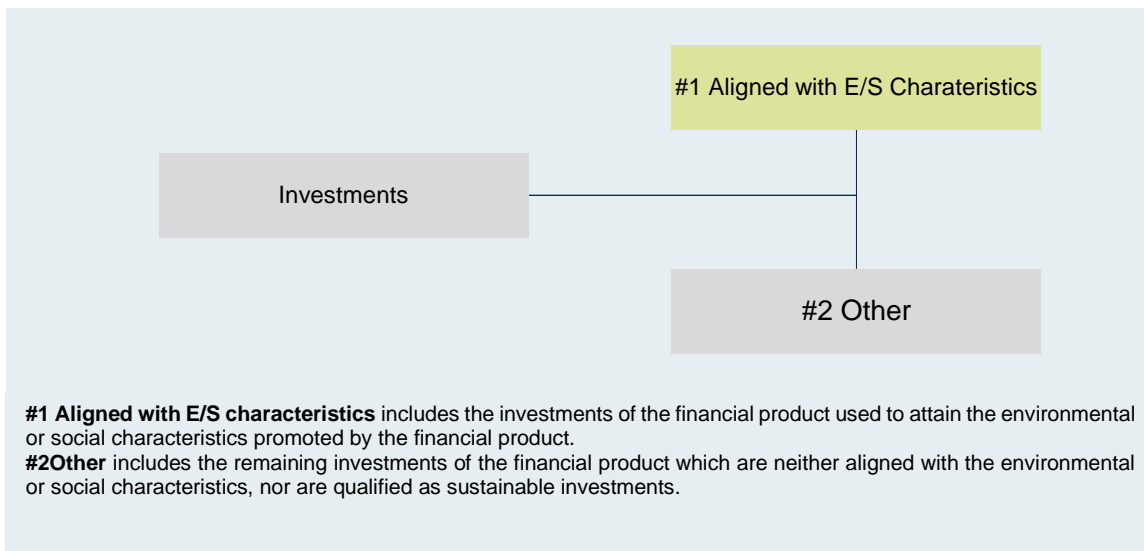 #1 Aligned with E/S Charateristics
Investments
#2 Other
#1 Aligned with E/S characteristics includes the investments of the financial product used to attain the environmental
or social characteristics promoted by the financial product.
#2Other includes the remaining investments of the financial product which are neither aligned with the environmental
or social characteristics, nor are qualified as sustainable investments.